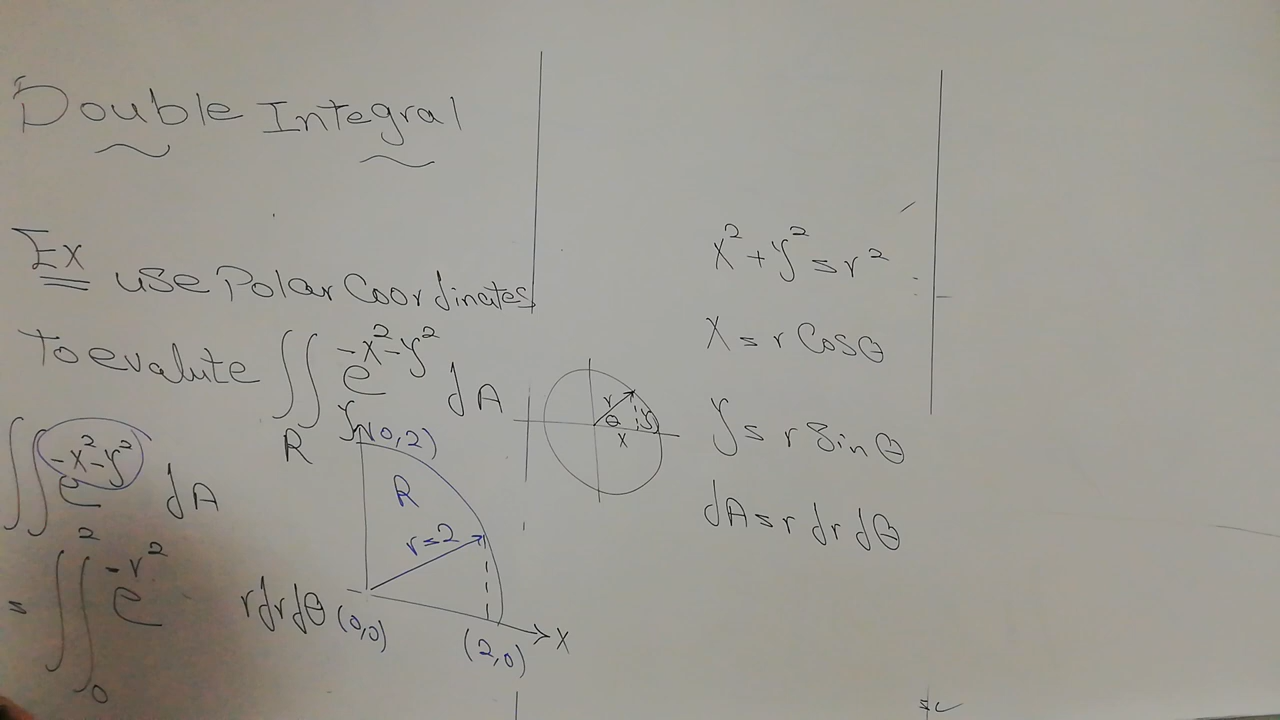 Double Integral
Ex use Polar Coordinates
To evalute ∬ e^{-x²-y²} dA
R
∬ e^{-x²-y²} dA
= ∫∫₀² e^{-r²} r dr dθ
y
(0,2)
R
r=2
(0,0)
(2,0)
x
r
θ
y
x
x²+y² = r²
x = r Cosθ
y = r Sinθ
dA = r dr dθ